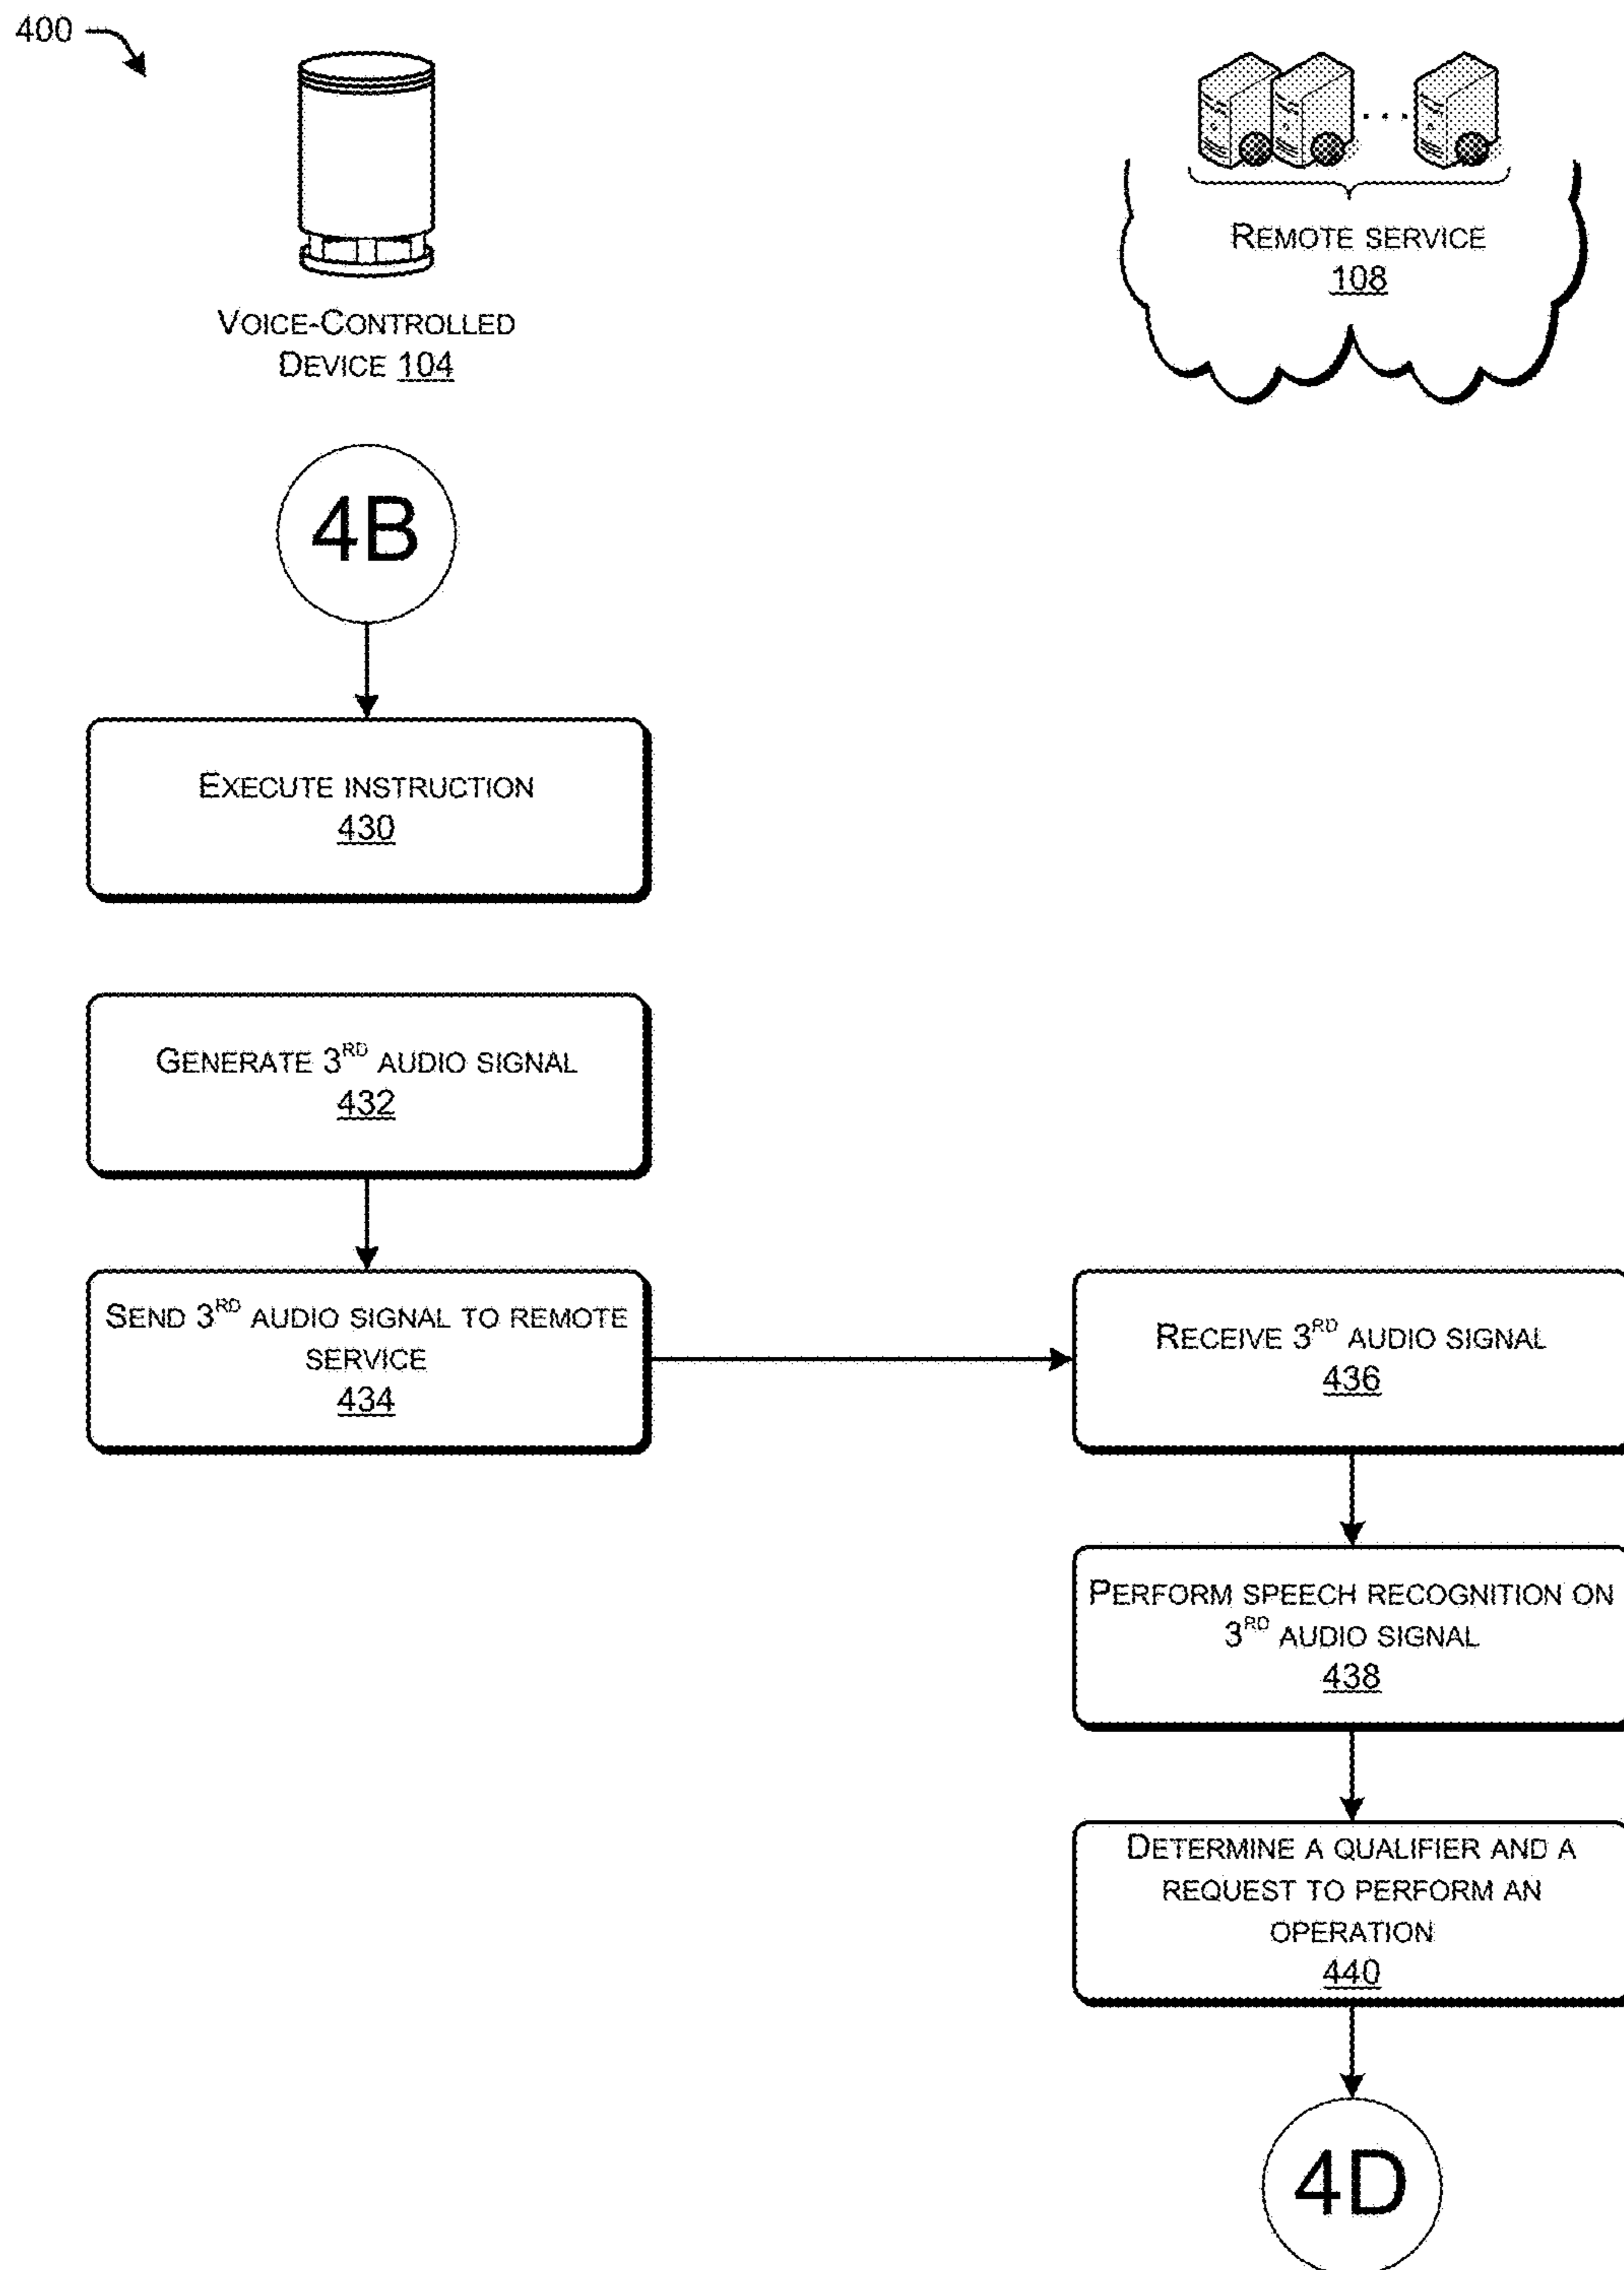 400
REMOTE SERVICE
108
VOICE-CONTROLLED
DEVICE 104
4B
EXECUTE INSTRUCTION
430
GENERATE 3RD AUDIO SIGNAL
432
SEND 3RD AUDIO SIGNAL TO REMOTE
SERVICE
434
RECEIVE 3RD AUDIO SIGNAL
436
PERFORM SPEECH RECOGNITION ON
3RD AUDIO SIGNAL
438
DETERMINE A QUALIFIER AND A
REQUEST TO PERFORM AN
OPERATION
440
4D